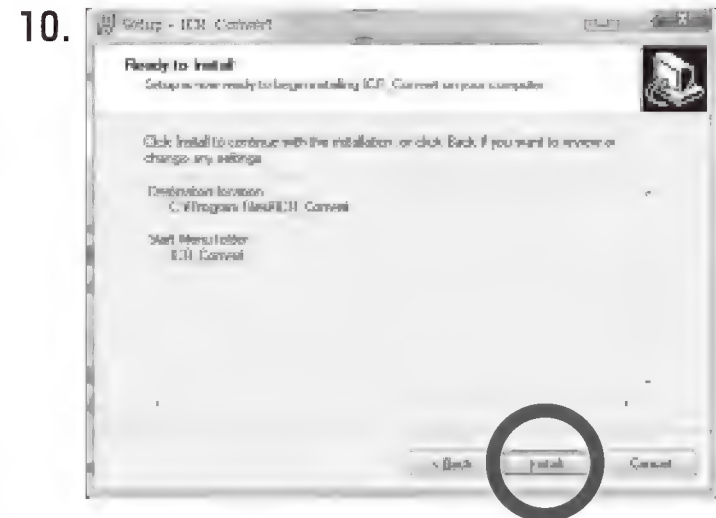 10.
Setup - ICR Convert
Ready to Install
Setup is now ready to begin installing ICR Convert on your computer.
Click Install to continue with the installation, or click Back if you want to review or
change any settings.
Destination location:
C:\Program Files\ICR Convert
Start Menu folder:
ICR Convert
< Back
Install
Cancel